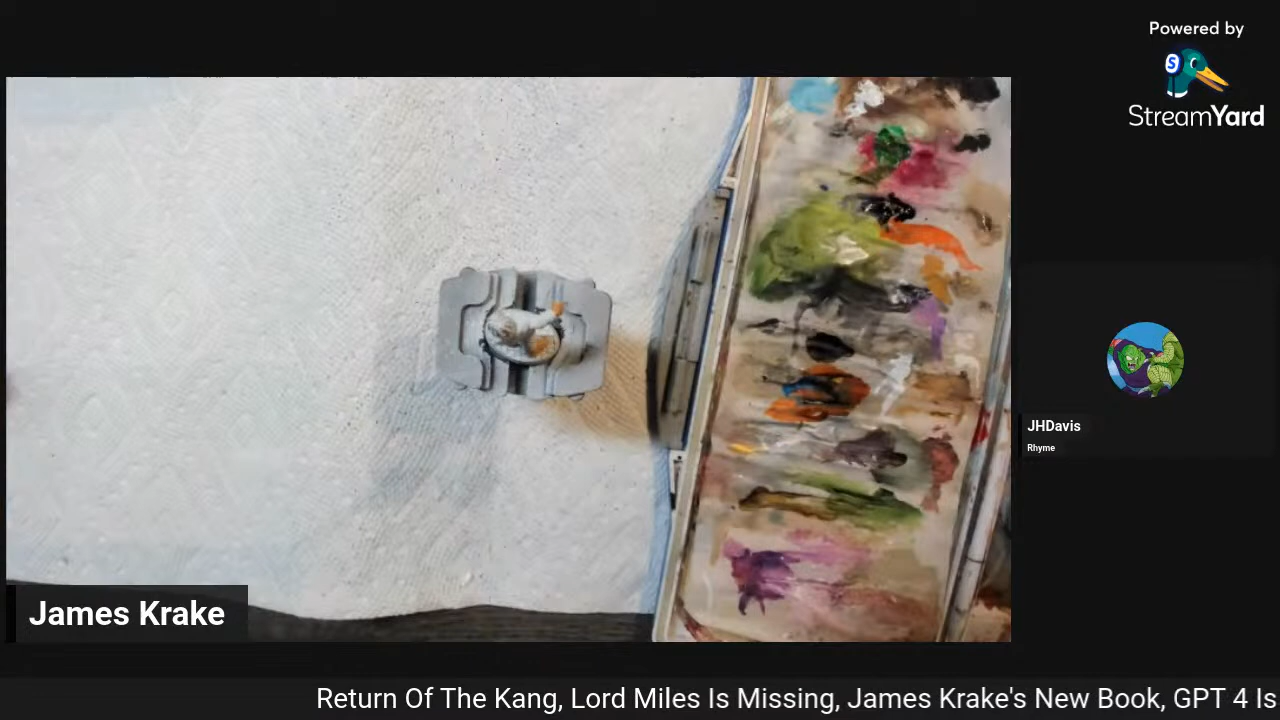 Powered by
S
StreamYard
JHDavis
Rhyme
James Krake
Return Of The Kang, Lord Miles Is Missing, James Krake's New Book, GPT 4 Is